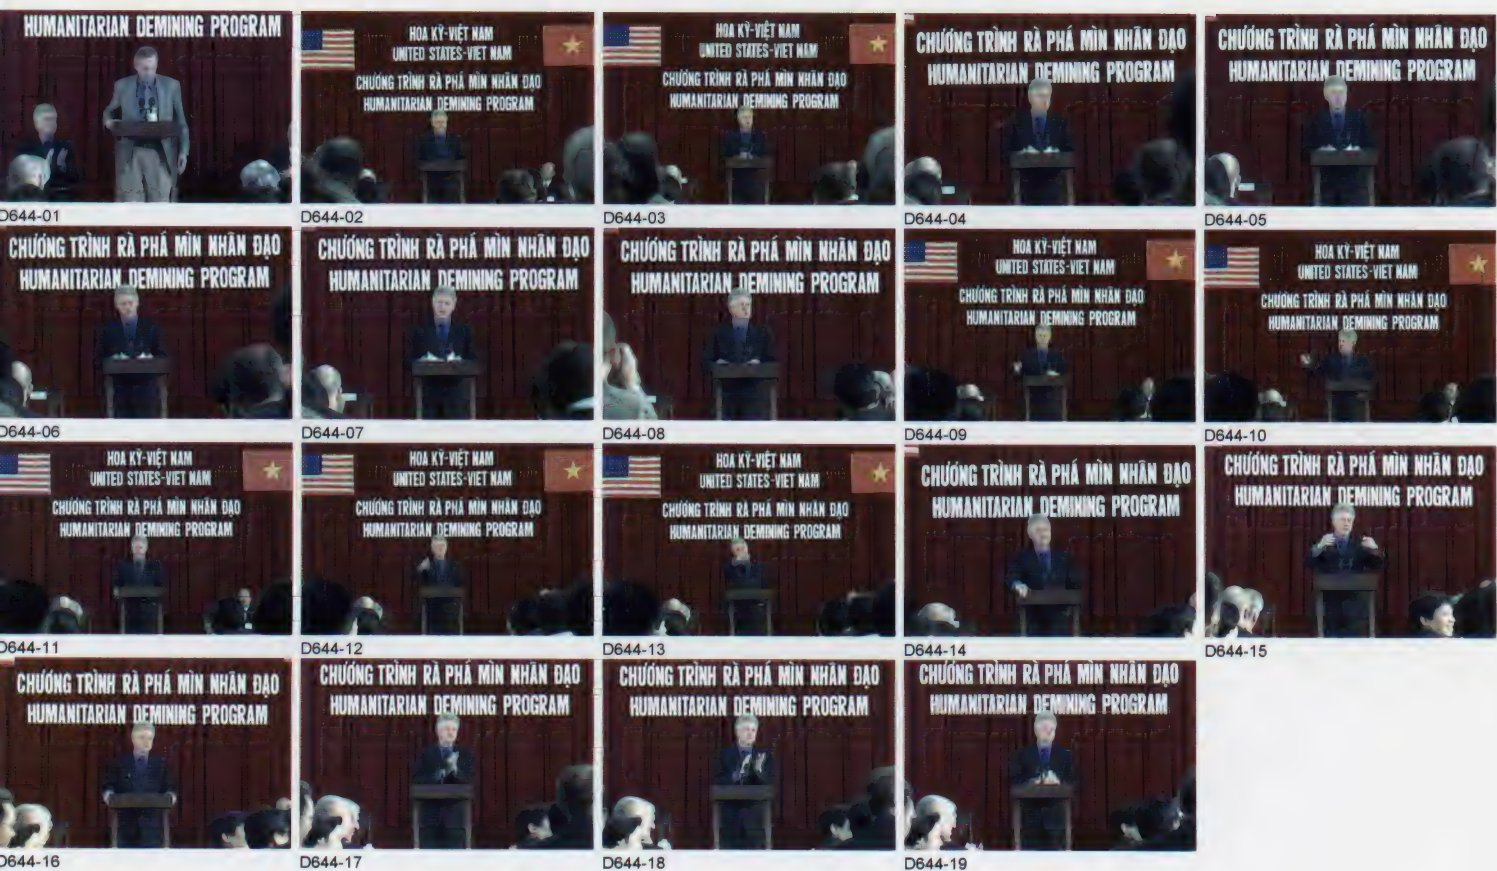 HUMANITARIAN DEMINING PROGRAM
D644-01
HOA KỲ-VIỆT NAM
UNITED STATES-VIET NAM
CHƯƠNG TRÌNH RÀ PHÁ MÌN NHÂN ĐẠO
HUMANITARIAN DEMINING PROGRAM
D644-02
HOA KỲ-VIỆT NAM
UNITED STATES-VIET NAM
CHƯƠNG TRÌNH RÀ PHÁ MÌN NHÂN ĐẠO
HUMANITARIAN DEMINING PROGRAM
D644-03
CHƯƠNG TRÌNH RÀ PHÁ MÌN NHÂN ĐẠO
HUMANITARIAN DEMINING PROGRAM
D644-04
CHƯƠNG TRÌNH RÀ PHÁ MÌN NHÂN ĐẠO
HUMANITARIAN DEMINING PROGRAM
D644-05
CHƯƠNG TRÌNH RÀ PHÁ MÌN NHÂN ĐẠO
HUMANITARIAN DEMINING PROGRAM
D644-06
CHƯƠNG TRÌNH RÀ PHÁ MÌN NHÂN ĐẠO
HUMANITARIAN DEMINING PROGRAM
D644-07
CHƯƠNG TRÌNH RÀ PHÁ MÌN NHÂN ĐẠO
HUMANITARIAN DEMINING PROGRAM
D644-08
HOA KỲ-VIỆT NAM
UNITED STATES-VIET NAM
CHƯƠNG TRÌNH RÀ PHÁ MÌN NHÂN ĐẠO
HUMANITARIAN DEMINING PROGRAM
D644-09
HOA KỲ-VIỆT NAM
UNITED STATES-VIET NAM
CHƯƠNG TRÌNH RÀ PHÁ MÌN NHÂN ĐẠO
HUMANITARIAN DEMINING PROGRAM
D644-10
HOA KỲ-VIỆT NAM
UNITED STATES-VIET NAM
CHƯƠNG TRÌNH RÀ PHÁ MÌN NHÂN ĐẠO
HUMANITARIAN DEMINING PROGRAM
D644-11
HOA KỲ-VIỆT NAM
UNITED STATES-VIET NAM
CHƯƠNG TRÌNH RÀ PHÁ MÌN NHÂN ĐẠO
HUMANITARIAN DEMINING PROGRAM
D644-12
HOA KỲ-VIỆT NAM
UNITED STATES-VIET NAM
CHƯƠNG TRÌNH RÀ PHÁ MÌN NHÂN ĐẠO
HUMANITARIAN DEMINING PROGRAM
D644-13
CHƯƠNG TRÌNH RÀ PHÁ MÌN NHÂN ĐẠO
HUMANITARIAN DEMINING PROGRAM
D644-14
CHƯƠNG TRÌNH RÀ PHÁ MÌN NHÂN ĐẠO
HUMANITARIAN DEMINING PROGRAM
D644-15
CHƯƠNG TRÌNH RÀ PHÁ MÌN NHÂN ĐẠO
HUMANITARIAN DEMINING PROGRAM
D644-16
CHƯƠNG TRÌNH RÀ PHÁ MÌN NHÂN ĐẠO
HUMANITARIAN DEMINING PROGRAM
D644-17
CHƯƠNG TRÌNH RÀ PHÁ MÌN NHÂN ĐẠO
HUMANITARIAN DEMINING PROGRAM
D644-18
CHƯƠNG TRÌNH RÀ PHÁ MÌN NHÂN ĐẠO
HUMANITARIAN DEMINING PROGRAM
D644-19